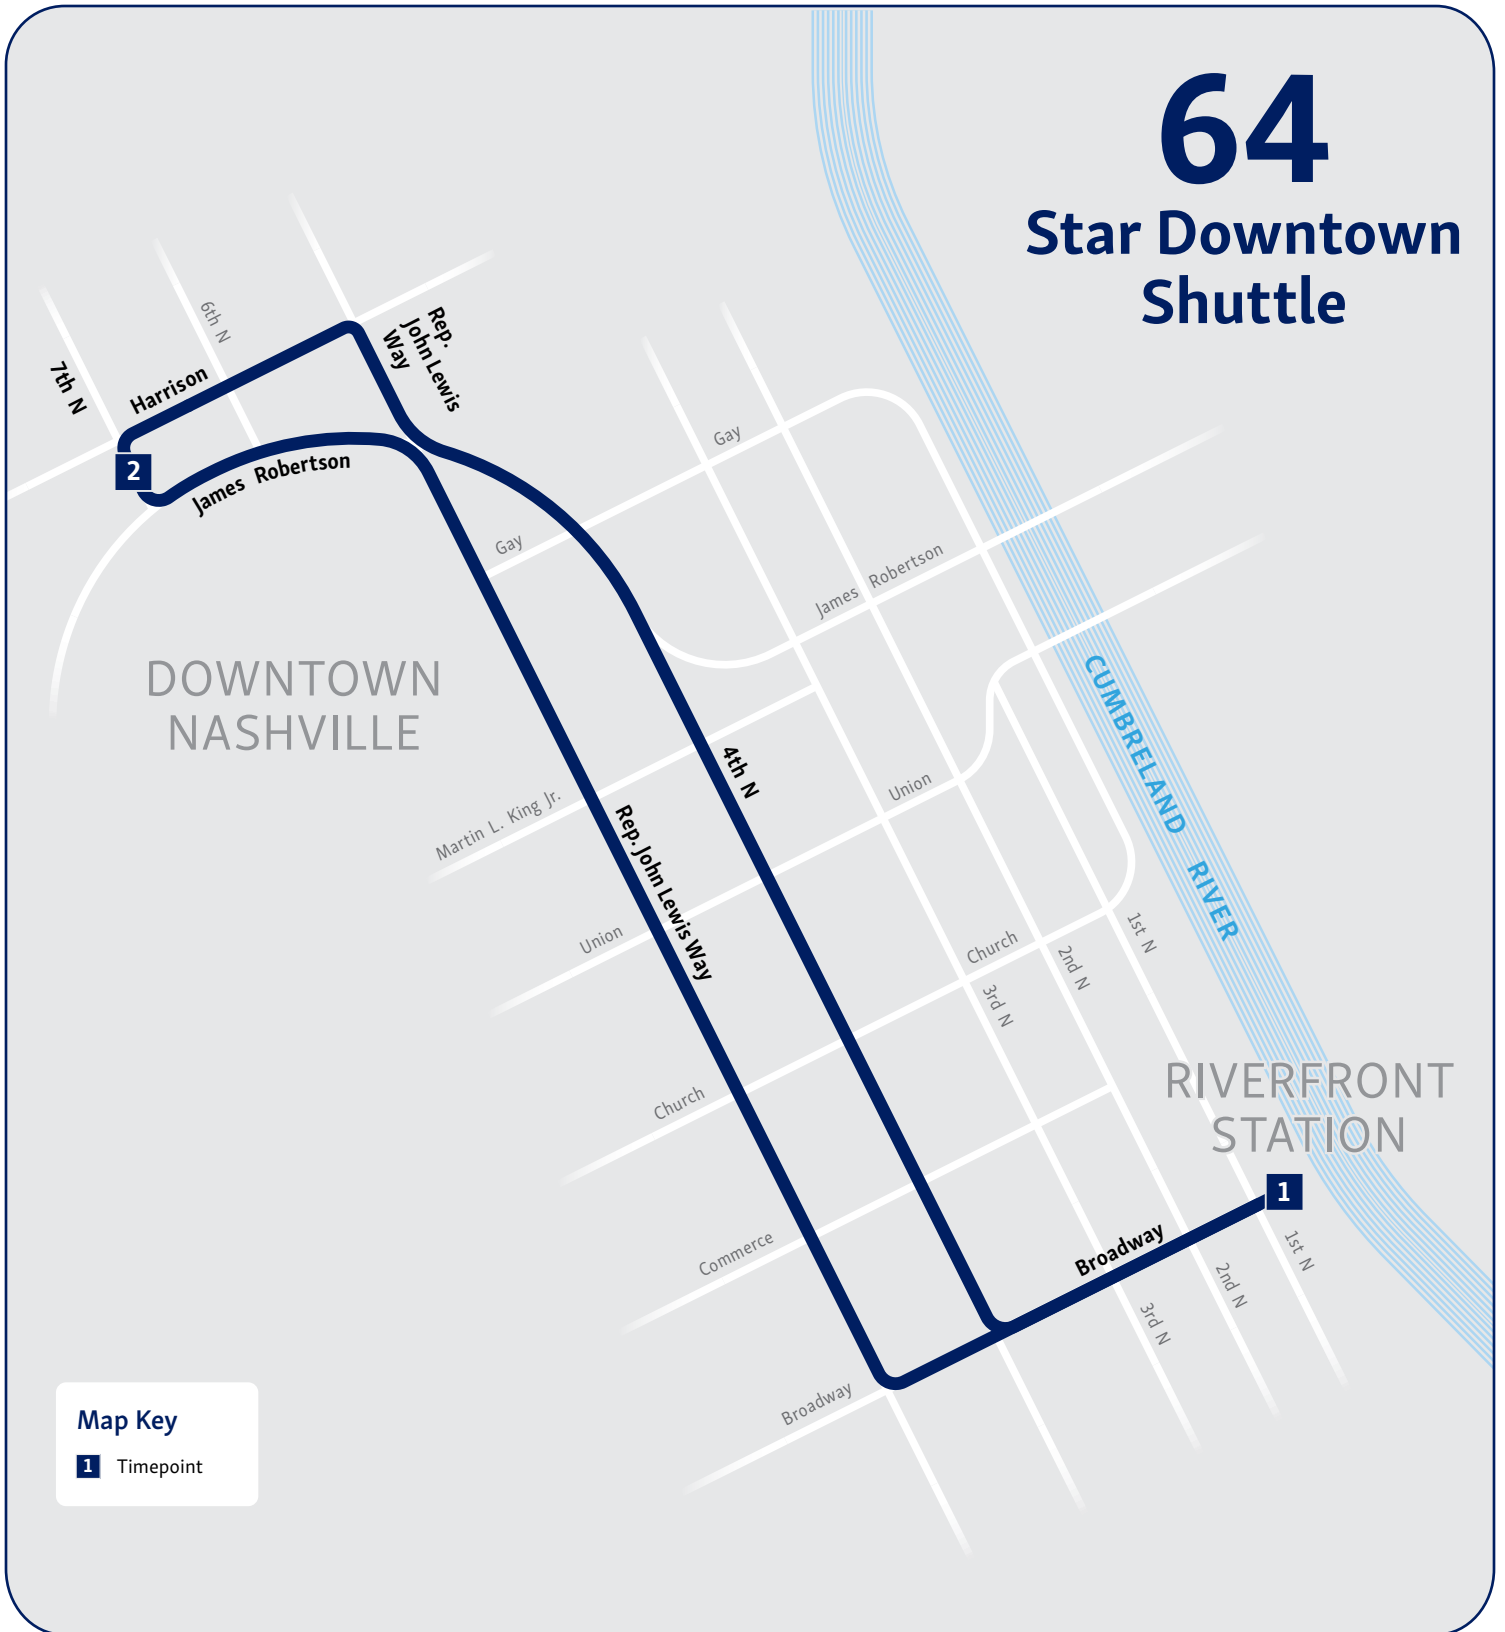 64
Star Downtown
Shuttle
6th N
7th N
Harrison
Rep.
John Lewis
Way
2
James Robertson
Gay
Gay
James Robertson
DOWNTOWN
NASHVILLE
CUMBRELAND RIVER
4th N
Martin L. King Jr.
Union
Rep. John Lewis Way
Union
Church
1st N
2nd N
3rd N
Church
RIVERFRONT
STATION
1
Commerce
Broadway
1st N
2nd N
3rd N
Broadway
Map Key
1 Timepoint